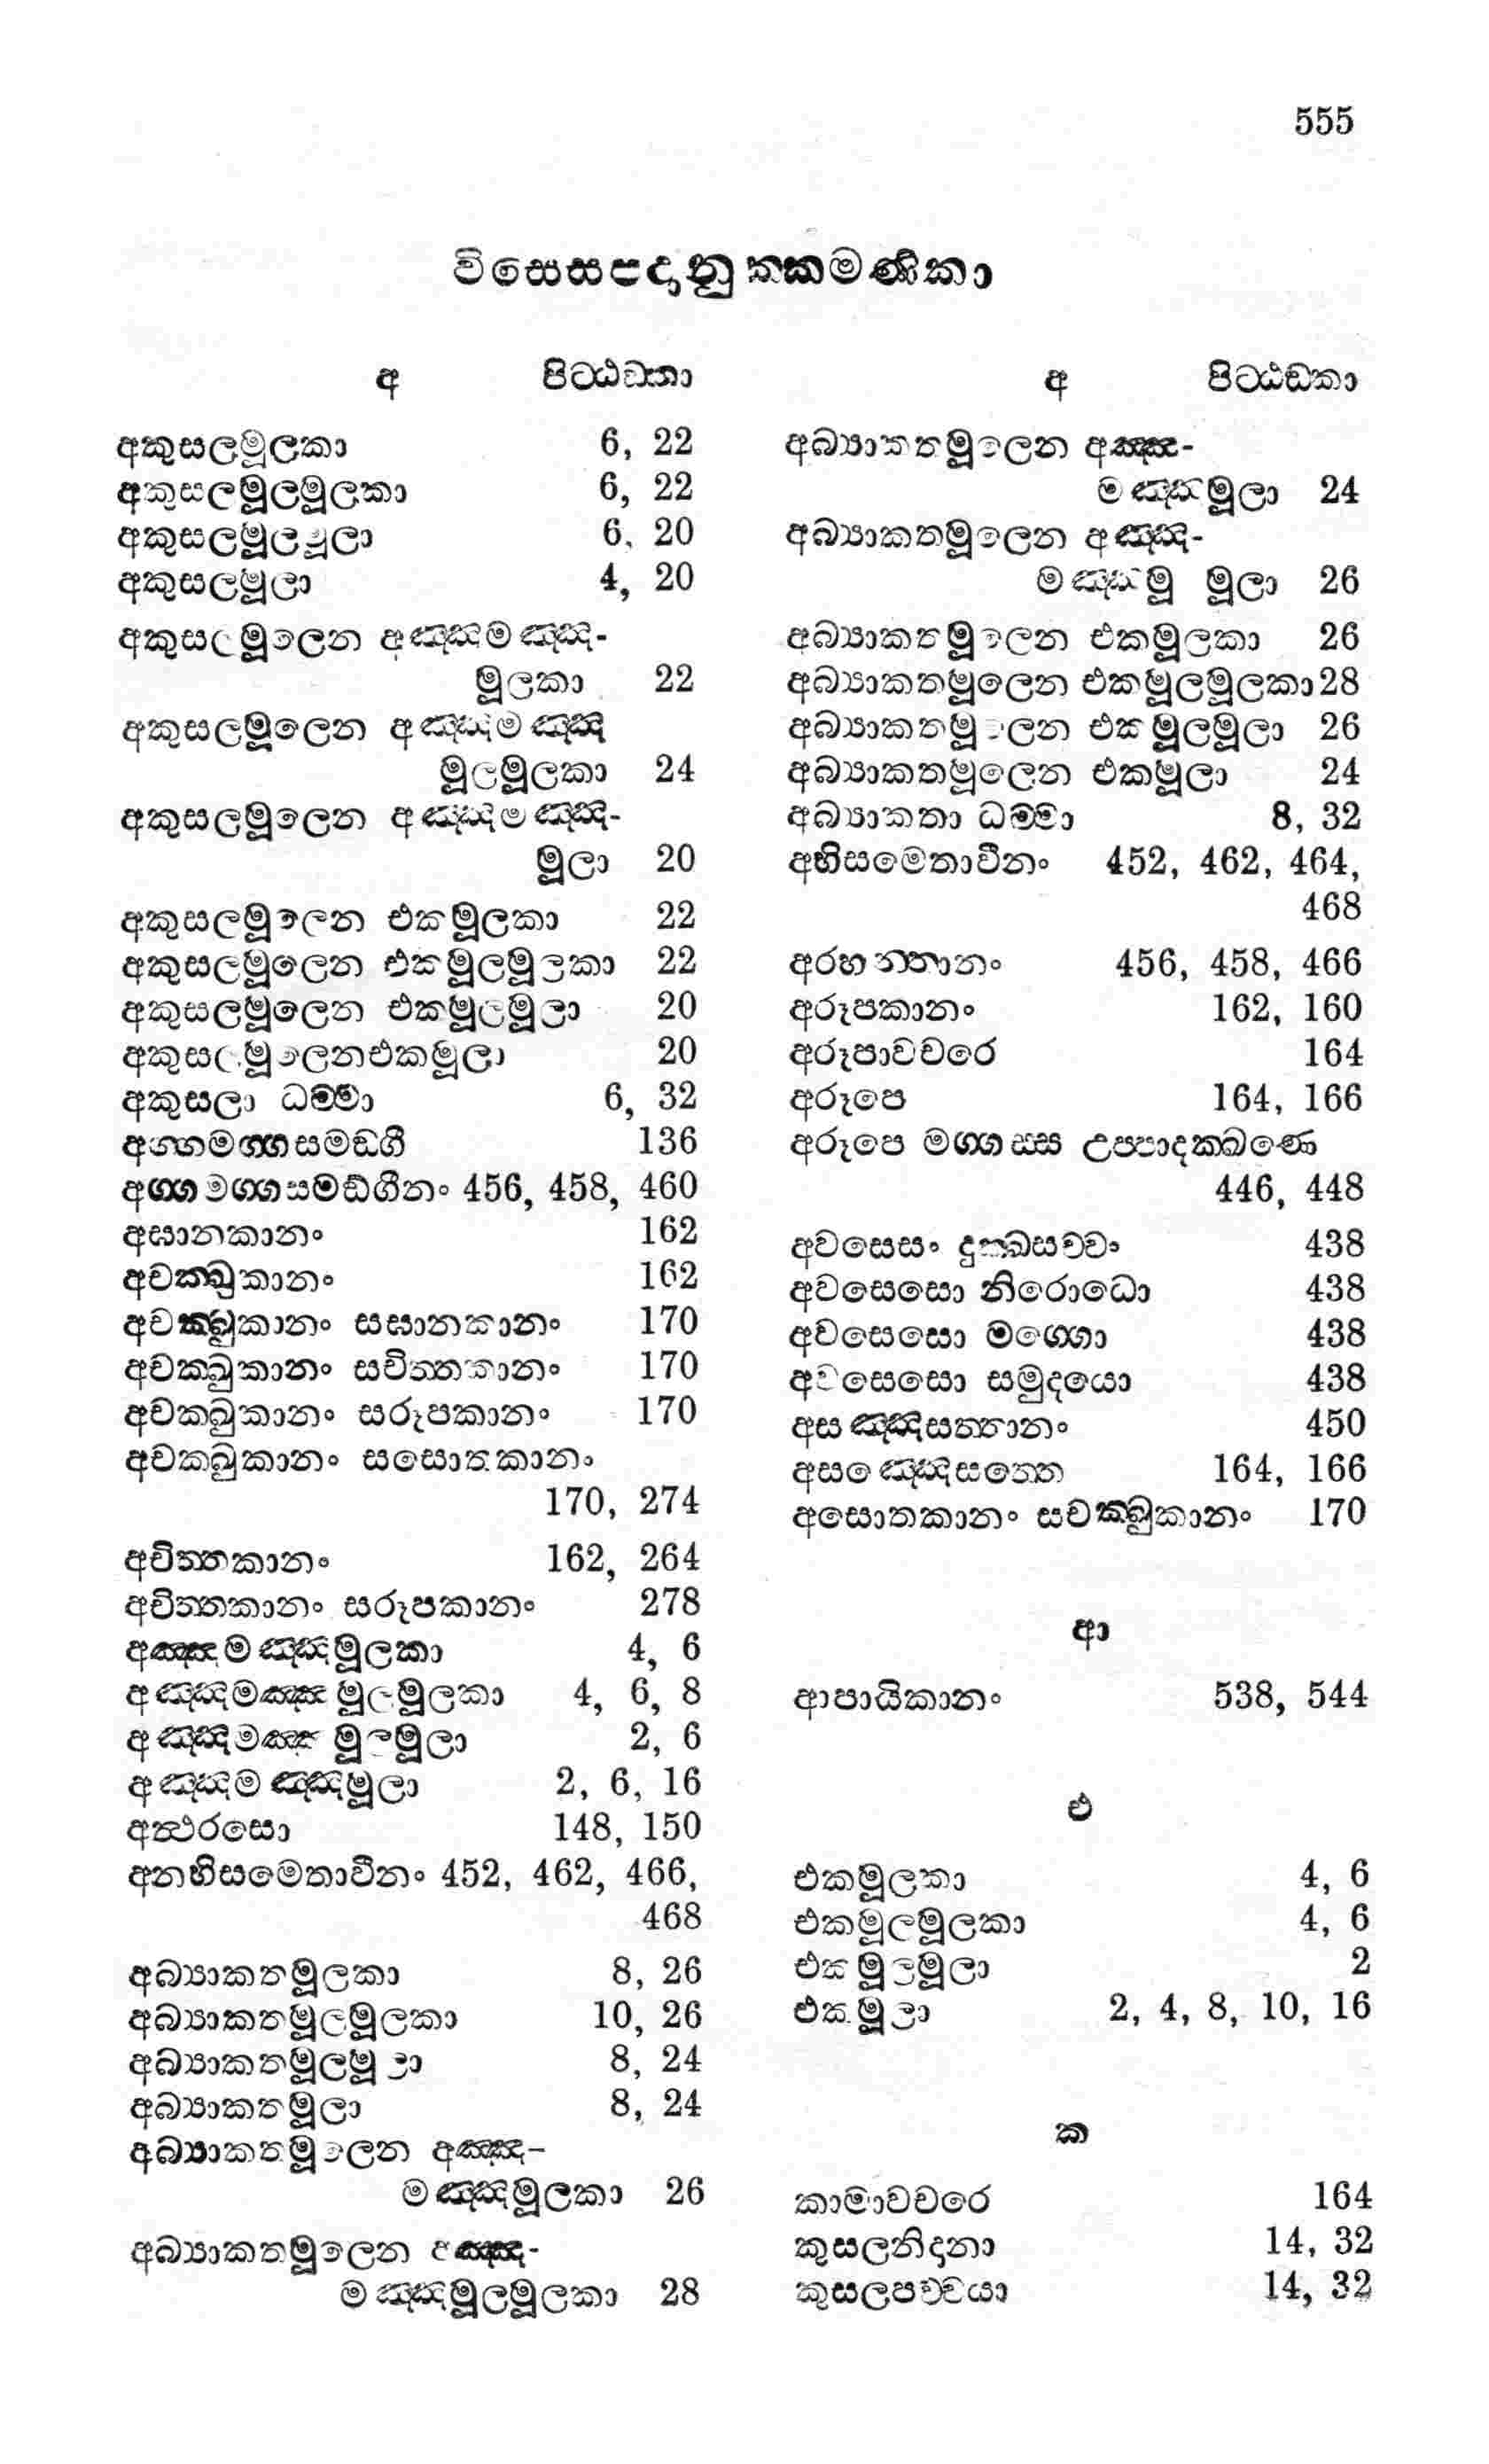 555
විසෙසපදානුක්කමණිකා
අ පිට්ඨඞ්කා
අකුසලමූලකා 6, 22
අකුසලමූලමූලකා 6, 22
අකුසලමූලමූලා 6, 20
අකුසලමූලා 4, 20
අකුසලමූලෙන අඤ්ඤමඤ්ඤ-
මූලකා 22
අකුසලමූලෙන අඤ්ඤමඤ්ඤ
මූලමූලකා 24
අකුසලමූලෙන අඤ්ඤමඤ්ඤ-
මූලා 20
අකුසලමූලෙන එකමූලකා 22
අකුසලමූලෙන එකමූලමූලකා 22
අකුසලමූලෙන එකමූලමූලා 20
අකුසලමූලෙනඑකමූලා 20
අකුසලා ධම්මා 6, 32
අග්ගමග්ගසමඞ්ගී 136
අග්ගමග්ගසමඞ්ගීනං 456, 458, 460
අඝානකානං 162
අචක්ඛුකානං 162
අචක්ඛුකානං සඝානකානං 170
අචක්ඛුකානං සචිත්තකානං 170
අචක්ඛුකානං සරූපකානං 170
අචක්ඛුකානං සසොතකානං
170, 274
අචිත්තකානං 162, 264
අචිත්තකානං සරූපකානං 278
අඤ්ඤමඤ්ඤමූලකා 4, 6
අඤ්ඤමඤ්ඤමූලමූලකා 4, 6, 8
අඤ්ඤමඤ්ඤමූලමූලා 2, 6
අඤ්ඤමඤ්ඤමූලා 2, 6, 16
අත්ථරසො 148, 150
අනභිසමෙතාවීනං 452, 462, 466,
468
අබ්‍යාකතමූලකා 8, 26
අබ්‍යාකතමූලමූලකා 10, 26
අබ්‍යාකතමූලමූලා 8, 24
අබ්‍යාකතමූලා 8, 24
අබ්‍යාකතමූලෙන අඤ්ඤ-
මඤ්ඤමූලකා 26
අබ්‍යාකතමූලෙන අඤ්ඤ-
මඤ්ඤමූලමූලකා 28
අ පිට්ඨඞ්කා
අබ්‍යාකතමූලෙන අඤ්ඤ-
මඤ්ඤමූලා 24
අබ්‍යාකතමූලෙන අඤ්ඤ-
මඤ්ඤමූ මූලා 26
අබ්‍යාකතමූලෙන එකමූලකා 26
අබ්‍යාකතමූලෙන එකමූලමූලකා 28
අබ්‍යාකතමූලෙන එකමූලමූලා 26
අබ්‍යාකතමූලෙන එකමූලා 24
අබ්‍යාකතා ධම්මා 8, 32
අභිසමෙතාවීනං 452, 462, 464,
468
අරහන්තානං 456, 458, 466
අරූපකානං 162, 160
අරූපාවචරෙ 164
අරූපෙ 164, 166
අරූපෙ මග්ගස්ස උප්පාදක්ඛණෙ
446, 448
අවසෙසං දුක්ඛසච්චං 438
අවසෙසො නිරොධො 438
අවසෙසො මග්ගො 438
අවසෙසො සමුදයො 438
අසඤ්ඤසත්තානං 450
අසඤ්ඤෙසත්තෙ 164, 166
අසොතකානං සචක්ඛුකානං 170
ආ
ආපායිකානං 538, 544
එ
එකමූලකා 4, 6
එකමූලමූලකා 4, 6
එකමූලමූලා 2
එකමූලා 2, 4, 8, 10, 16
ක
කාමාවචරෙ 164
කුසලනිදානා 14, 32
කුසලපච්චයා 14, 32